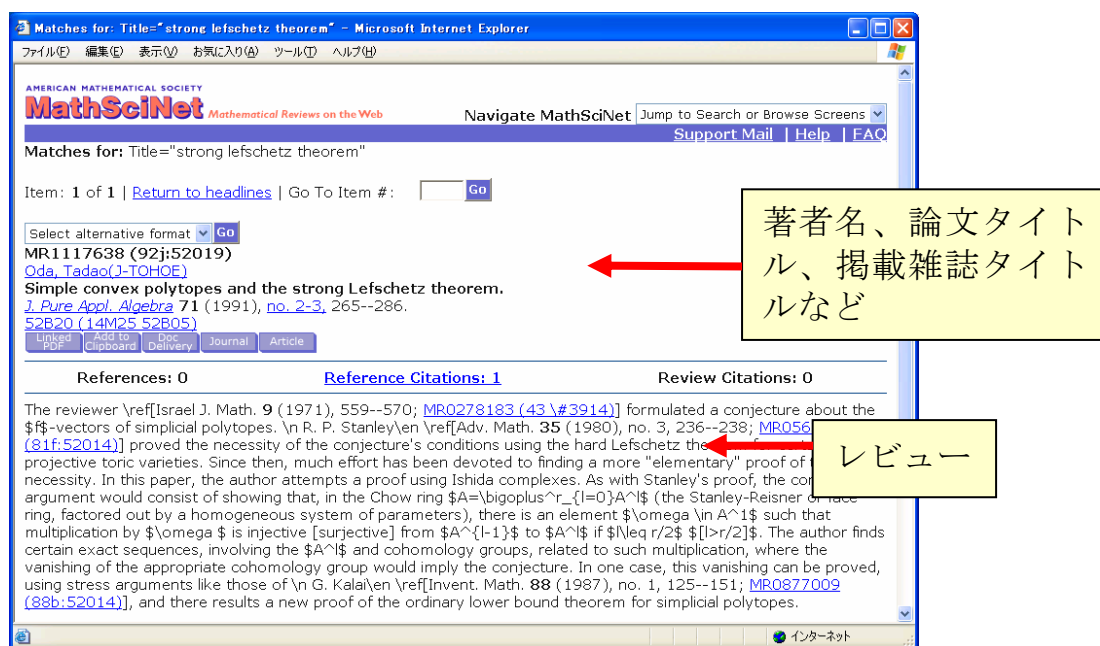 Matches for: Title="strong lefschetz theorem" - Microsoft Internet Explorer
ファイル(F) 編集(E) 表示(V) お気に入り(A) ツール(T) ヘルプ(H)
AMERICAN MATHEMATICAL SOCIETY
MathSciNet Mathematical Reviews on the Web
Navigate MathSciNet Jump to Search or Browse Screens
Support Mail | Help | FAQ
Matches for: Title="strong lefschetz theorem"
Item: 1 of 1 | Return to headlines | Go To Item #: Go
Select alternative format Go
MR1117638 (92j:52019)
Oda, Tadao(J-TOHOE)
Simple convex polytopes and the strong Lefschetz theorem.
J. Pure Appl. Algebra 71 (1991), no. 2-3, 265--286.
52B20 (14M25 52B05)
Linked PDF Add to Clipboard Doc Delivery Journal Article
著者名、論文タイト
ル、掲載雑誌タイト
ルなど
References: 0 Reference Citations: 1 Review Citations: 0
The reviewer \ref[Israel J. Math. 9 (1971), 559--570; MR0278183 (43 \#3914)] formulated a conjecture about the
$f$-vectors of simplicial polytopes. \n R. P. Stanley\en \ref[Adv. Math. 35 (1980), no. 3, 236--238;
(81f:52014)] proved the necessity of the conjecture's conditions using the hard Lefschetz
projective toric varieties. Since then, much effort has been devoted to finding a more "elementary" proof of
necessity. In this paper, the author attempts a proof using Ishida complexes. As with Stanley's proof, the
argument would consist of showing that, in the Chow ring $A=\bigoplus^r_{l=0}A^l$ (the Stanley-Reisner or face
ring, factored out by a homogeneous system of parameters), there is an element $\omega \in A^1$ such that
multiplication by $\omega $ is injective [surjective] from $A^{l-1}$ to $A^l$ if $l\leq r/2$ $[l>r/2]$. The author finds
certain exact sequences, involving the $A^l$ and cohomology groups, related to such multiplication, where the
vanishing of the appropriate cohomology group would imply the conjecture. In one case, this vanishing can be proved,
using stress arguments like those of \n G. Kalai\en \ref[Invent. Math. 88 (1987), no. 1, 125--151; MR0877009
(88b:52014)], and there results a new proof of the ordinary lower bound theorem for simplicial polytopes.
レビュー
インターネット